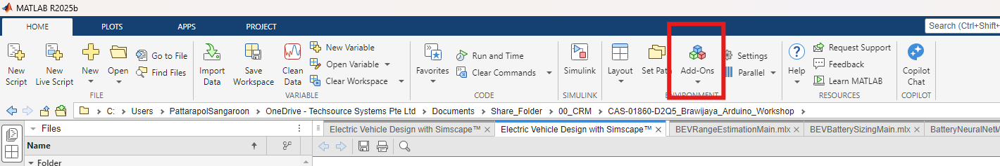 MATLAB R2025b
HOME PLOTS APPS PROJECT Search (Ctrl+Shift+
New Script
New Live Script
New
Open
Go to File
Find Files
FILE
Import Data
Save Workspace
Clean Data
New Variable
Open Variable
Clear Workspace
VARIABLE
Favorites
Run and Time
Clear Commands
CODE
Simulink
SIMULINK
Layout
Set Path
Add-Ons
Settings
Parallel
ENVIRONMENT
Help
Request Support
Feedback
Learn MATLAB
RESOURCES
Copilot Chat
COPILOT
C: Users PattarapolSangaroon OneDrive - Techsource Systems Pte Ltd Documents Share_Folder 00_CRM CAS-01860-D2Q5_Brawijaya_Arduino_Workshop
Files
Electric Vehicle Design with Simscape™ Electric Vehicle Design with Simscape™ BEVRangeEstimationMain.mlx BEVBatterySizingMain.mlx BatteryNeuralNetM
Name
Folder